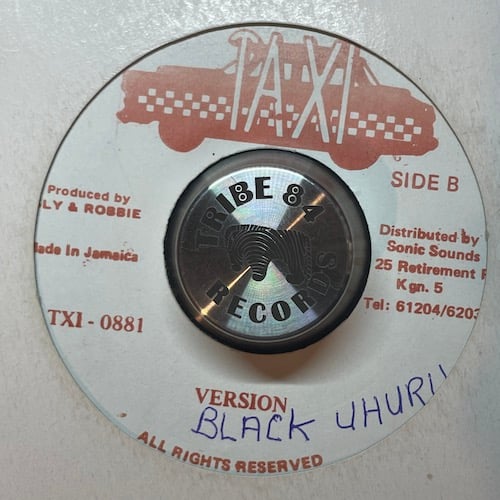 TAXI
TRIBE 84
RECORDS
SIDE B
Produced by
LY & ROBBIE
ade In Jamaica
TXI - 0881
Distributed by
Sonic Sounds
25 Retirement
Kgn. 5
Tel: 61204/6203
VERSION
BLACK UHURU
ALL RIGHTS RESERVED